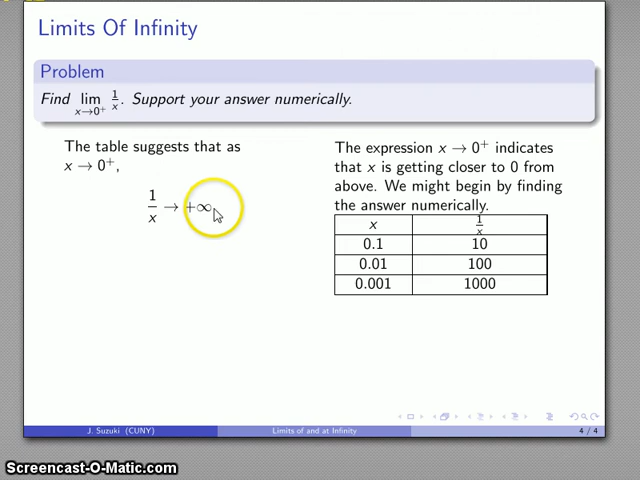 Limits Of Infinity
Problem
Find lim x→0⁺ 1/x. Support your answer numerically.
The table suggests that as
x → 0⁺,
1/x → +∞
The expression x → 0⁺ indicates
that x is getting closer to 0 from
above. We might begin by finding
the answer numerically.
x 1/x
0.1 10
0.01 100
0.001 1000
J. Suzuki (CUNY) Limits of and at Infinity 4 / 4
Screencast-O-Matic.com